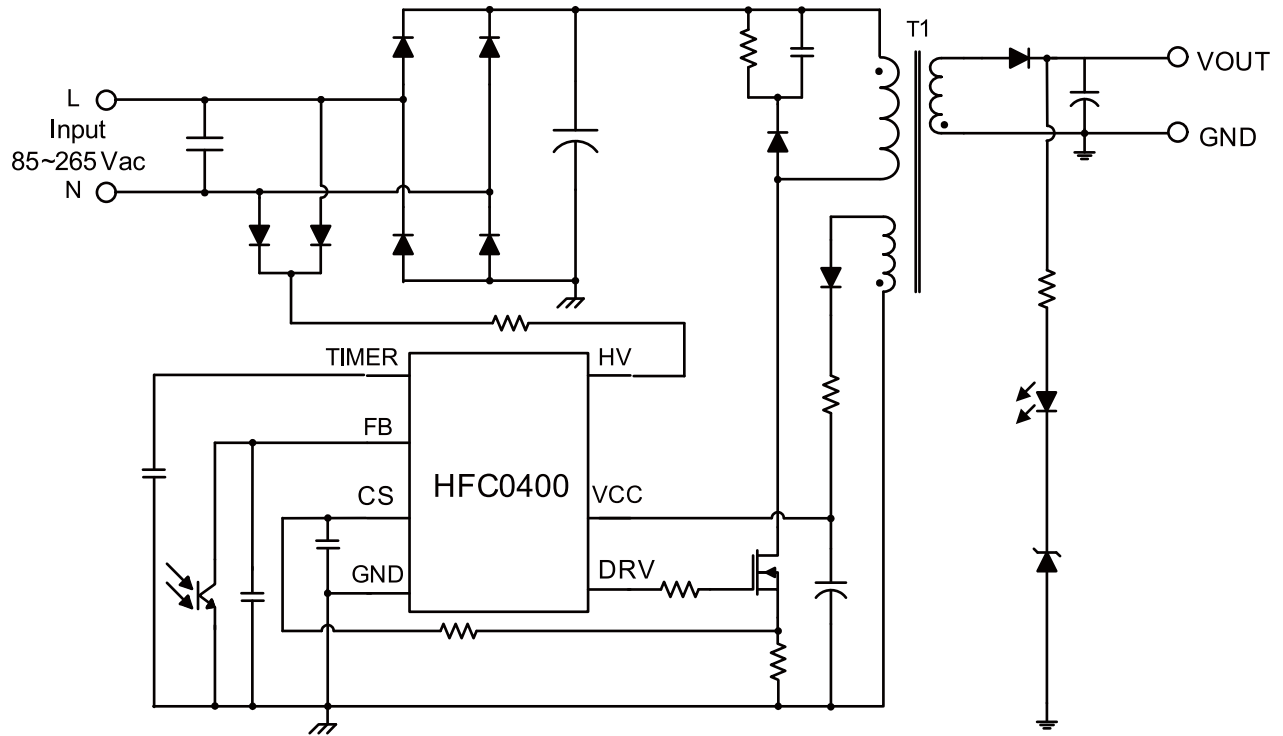 T1
VOUT
L
Input
85~265 Vac
N
GND
TIMER
HV
FB
CS
HFC0400
VCC
GND
DRV